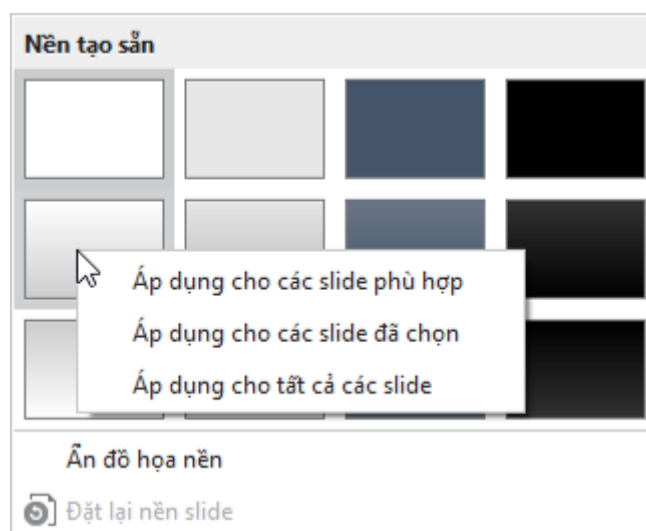 Nền tạo sẵn
Áp dụng cho các slide phù hợp
Áp dụng cho các slide đã chọn
Áp dụng cho tất cả các slide
Ẩn đồ họa nền
Đặt lại nền slide